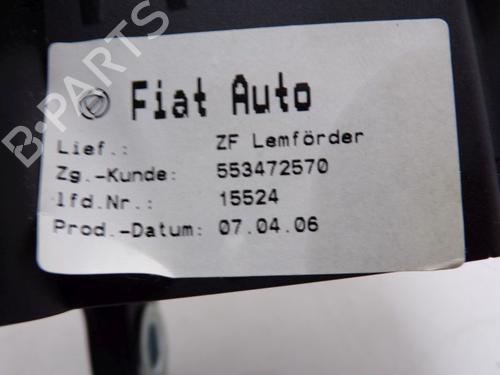 Fiat Auto
Lief.: ZF Lemförder
Zg.-Kunde: 553472570
lfd.Nr.: 15524
Prod.-Datum: 07.04.06
B-PARTS